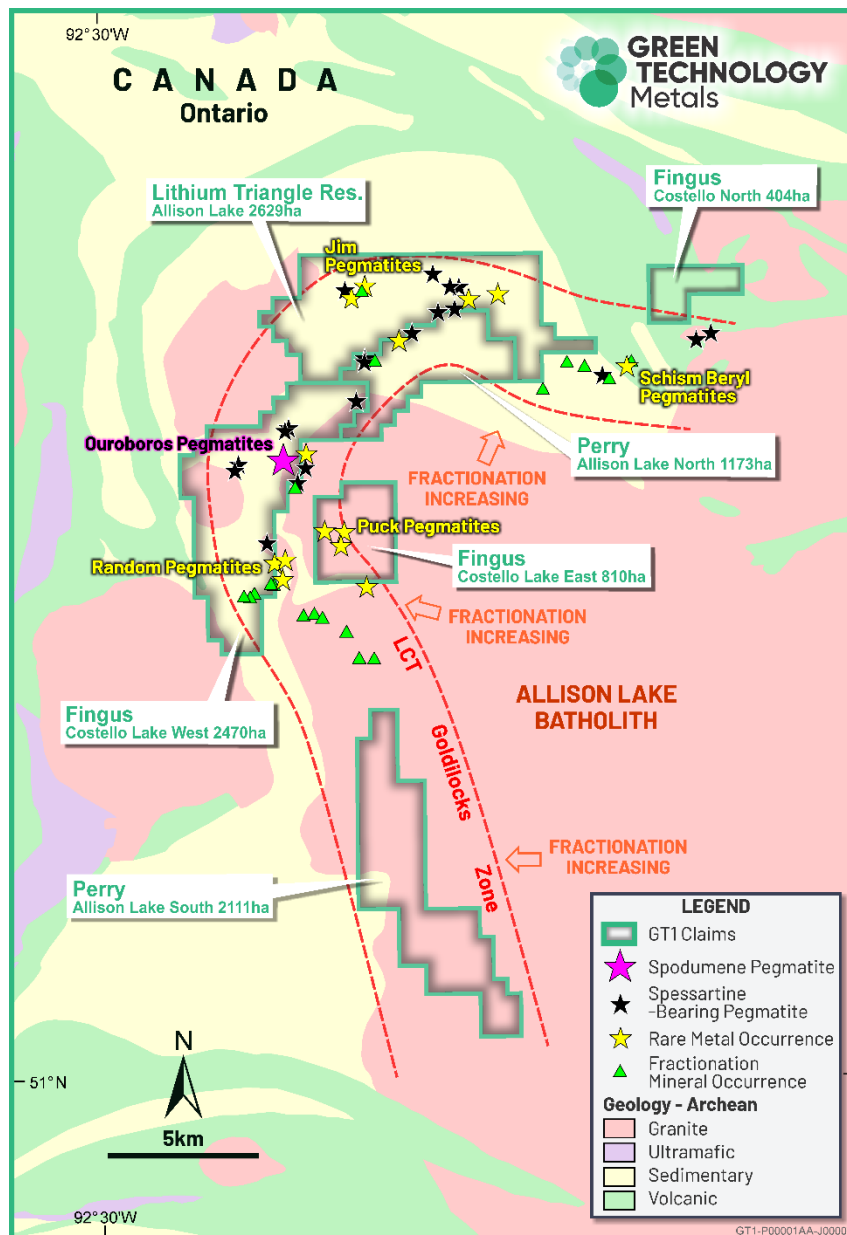 92°30'W
CANADA
Ontario
GREEN
TECHNOLOGY
Metals
Lithium Triangle Res.
Allison Lake 2629ha
Fingus
Costello North 404ha
Jim
Pegmatites
Schism Beryl
Pegmatites
Ouroboros Pegmatites
Perry
Allison Lake North 1173ha
FRACTIONATION
INCREASING
Puck Pegmatites
Random Pegmatites
Fingus
Costello Lake East 810ha
FRACTIONATION
INCREASING
LCT
Goldilocks
Zone
ALLISON LAKE
BATHOLITH
Fingus
Costello Lake West 2470ha
FRACTIONATION
INCREASING
Perry
Allison Lake South 2111ha
LEGEND
GT1 Claims
Spodumene Pegmatite
Spessartine
-Bearing Pegmatite
Rare Metal Occurrence
Fractionation
Mineral Occurrence
Geology - Archean
Granite
Ultramafic
Sedimentary
Volcanic
N
51°N
5km
92°30'W
GT1-P00001AA-J0000